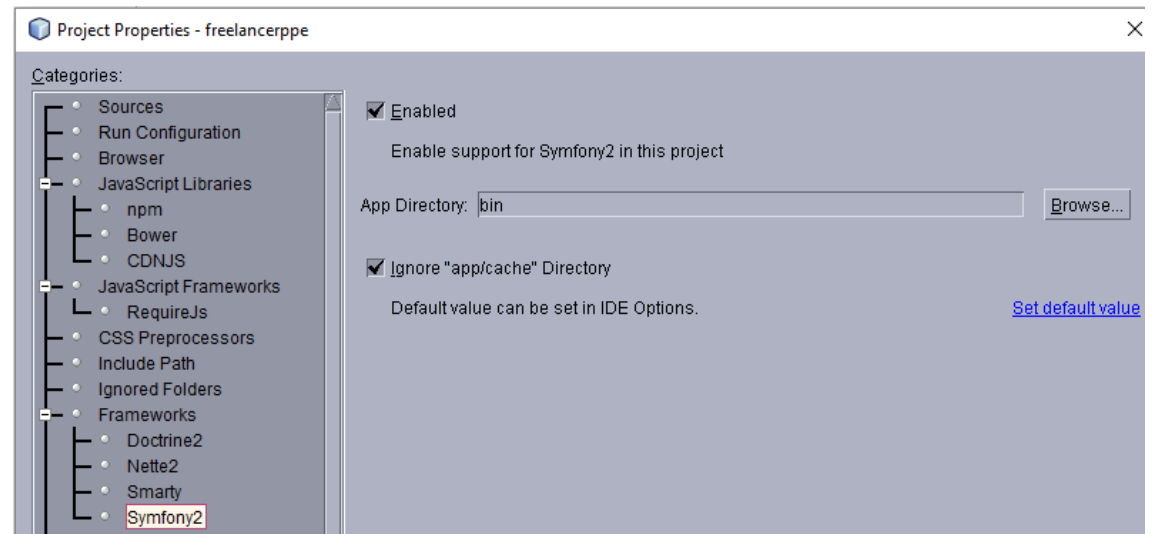 Project Properties - freelancerppe
Categories:
Sources
Run Configuration
Browser
JavaScript Libraries
npm
Bower
CDNJS
JavaScript Frameworks
RequireJs
CSS Preprocessors
Include Path
Ignored Folders
Frameworks
Doctrine2
Nette2
Smarty
Symfony2
Enabled
Enable support for Symfony2 in this project
App Directory: bin Browse...
Ignore "app/cache" Directory
Default value can be set in IDE Options. Set default value